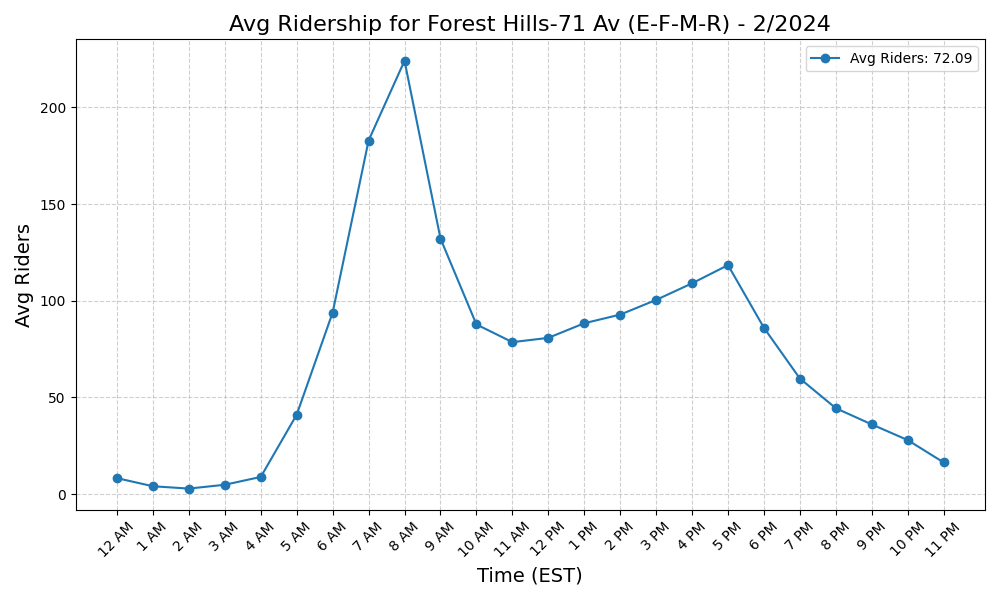 Avg Ridership for Forest Hills-71 Av (E-F-M-R) - 2/2024
Avg Riders: 72.09
Avg Riders
200
150
100
50
0
12 AM
1 AM
2 AM
3 AM
4 AM
5 AM
6 AM
7 AM
8 AM
9 AM
10 AM
11 AM
12 PM
1 PM
2 PM
3 PM
4 PM
5 PM
6 PM
7 PM
8 PM
9 PM
10 PM
11 PM
Time (EST)